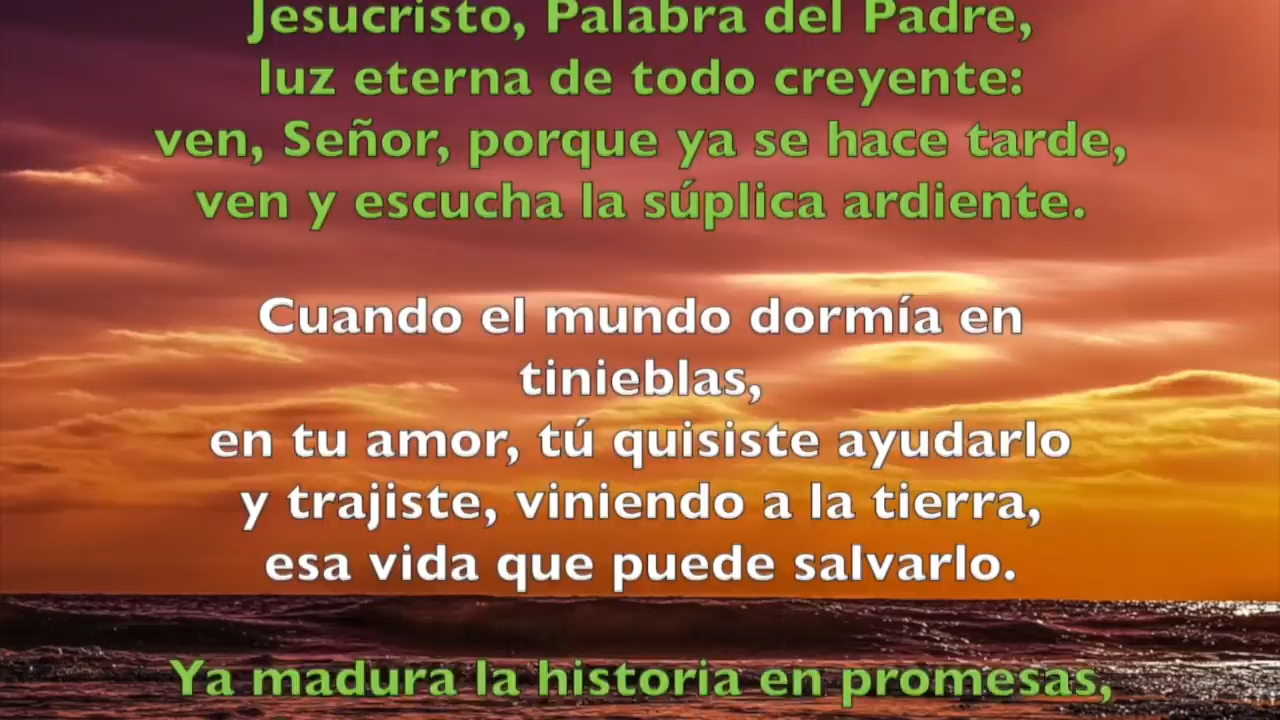 Jesucristo, Palabra del Padre,
luz eterna de todo creyente:
ven, Señor, porque ya se hace tarde,
ven y escucha la súplica ardiente.
Cuando el mundo dormía en
tinieblas,
en tu amor, tú quisiste ayudarlo
y trajiste, viniendo a la tierra,
esa vida que puede salvarlo.
Ya madura la historia en promesas,